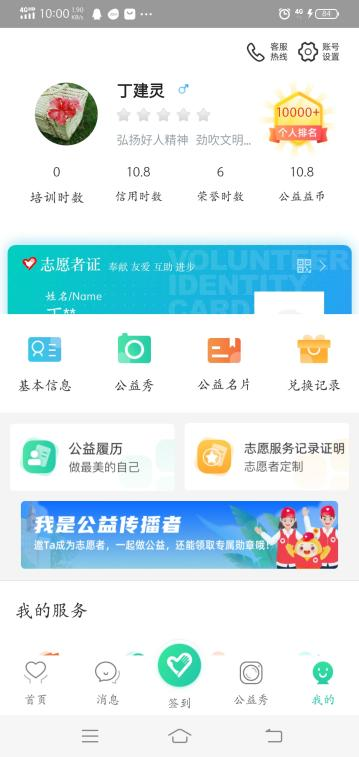 4GHD 10:00 1.90 KB/s 4G 84
客服热线
账号设置
丁建灵
10000+
个人排名
弘扬好人精神 劲吹文明...
0 10.8 6 10.8
培训时数 信用时数 荣誉时数 公益益币
志愿者证 奉献 友爱 互助 进步
VOLUNTEER
IDENTITY
CARD
姓名/Name
基本信息 公益秀 公益名片 兑换记录
公益履历
做最美的自己
志愿服务记录证明
志愿者定制
我是公益传播者
邀Ta成为志愿者，一起做公益，还能领取专属勋章哦！
我的服务
首页 消息 签到 公益秀 我的